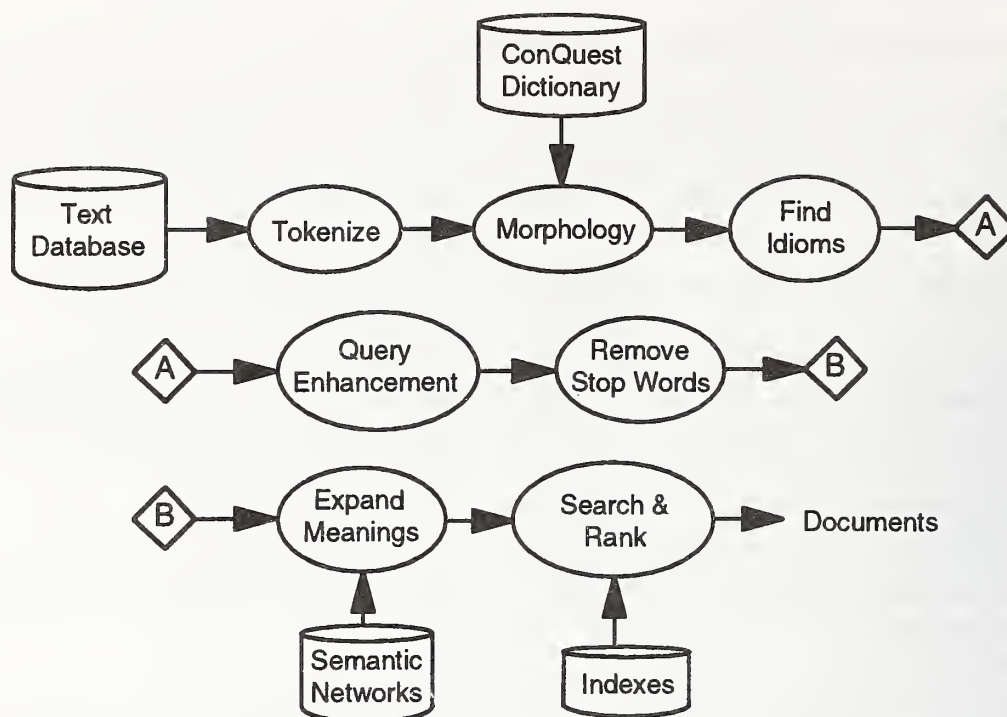 ConQuest
Dictionary
Text
Database
Tokenize
Morphology
Find
Idioms
A
A
Query
Enhancement
Remove
Stop Words
B
B
Expand
Meanings
Search &
Rank
Documents
Semantic
Networks
Indexes